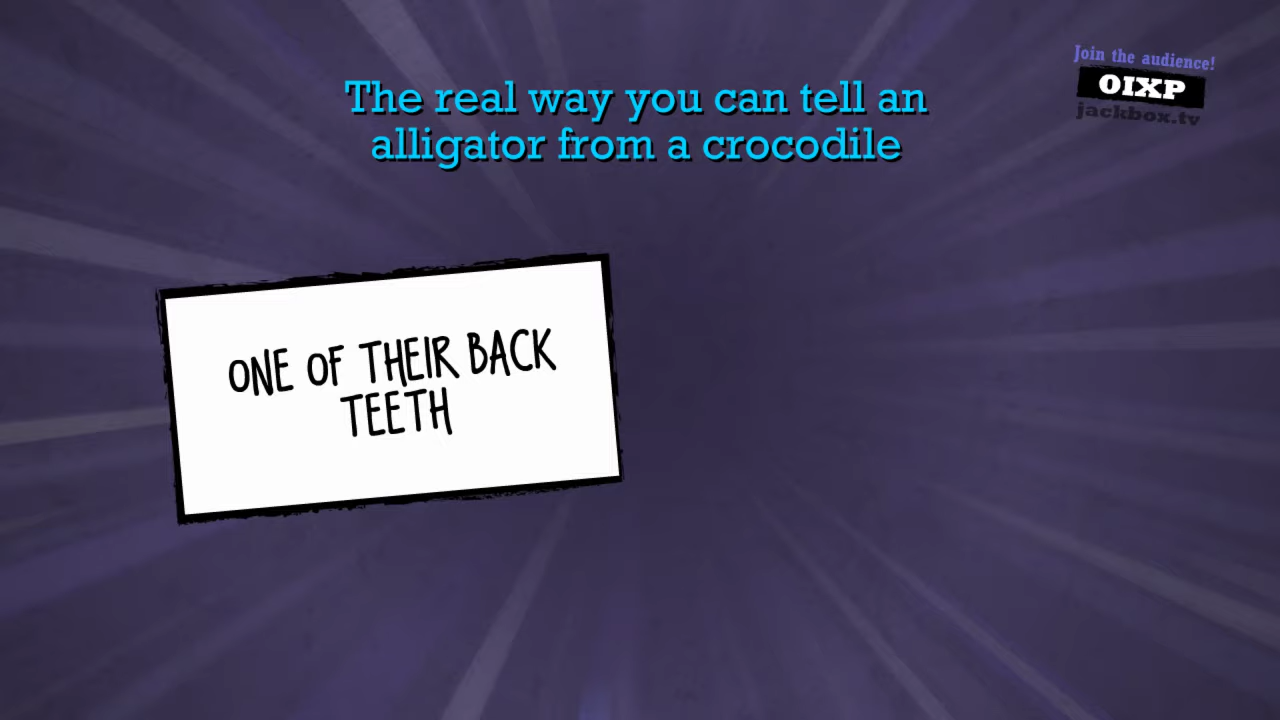 The real way you can tell an
alligator from a crocodile
Join the audience!
OIXP
jackbox.tv
ONE OF THEIR BACK
TEETH